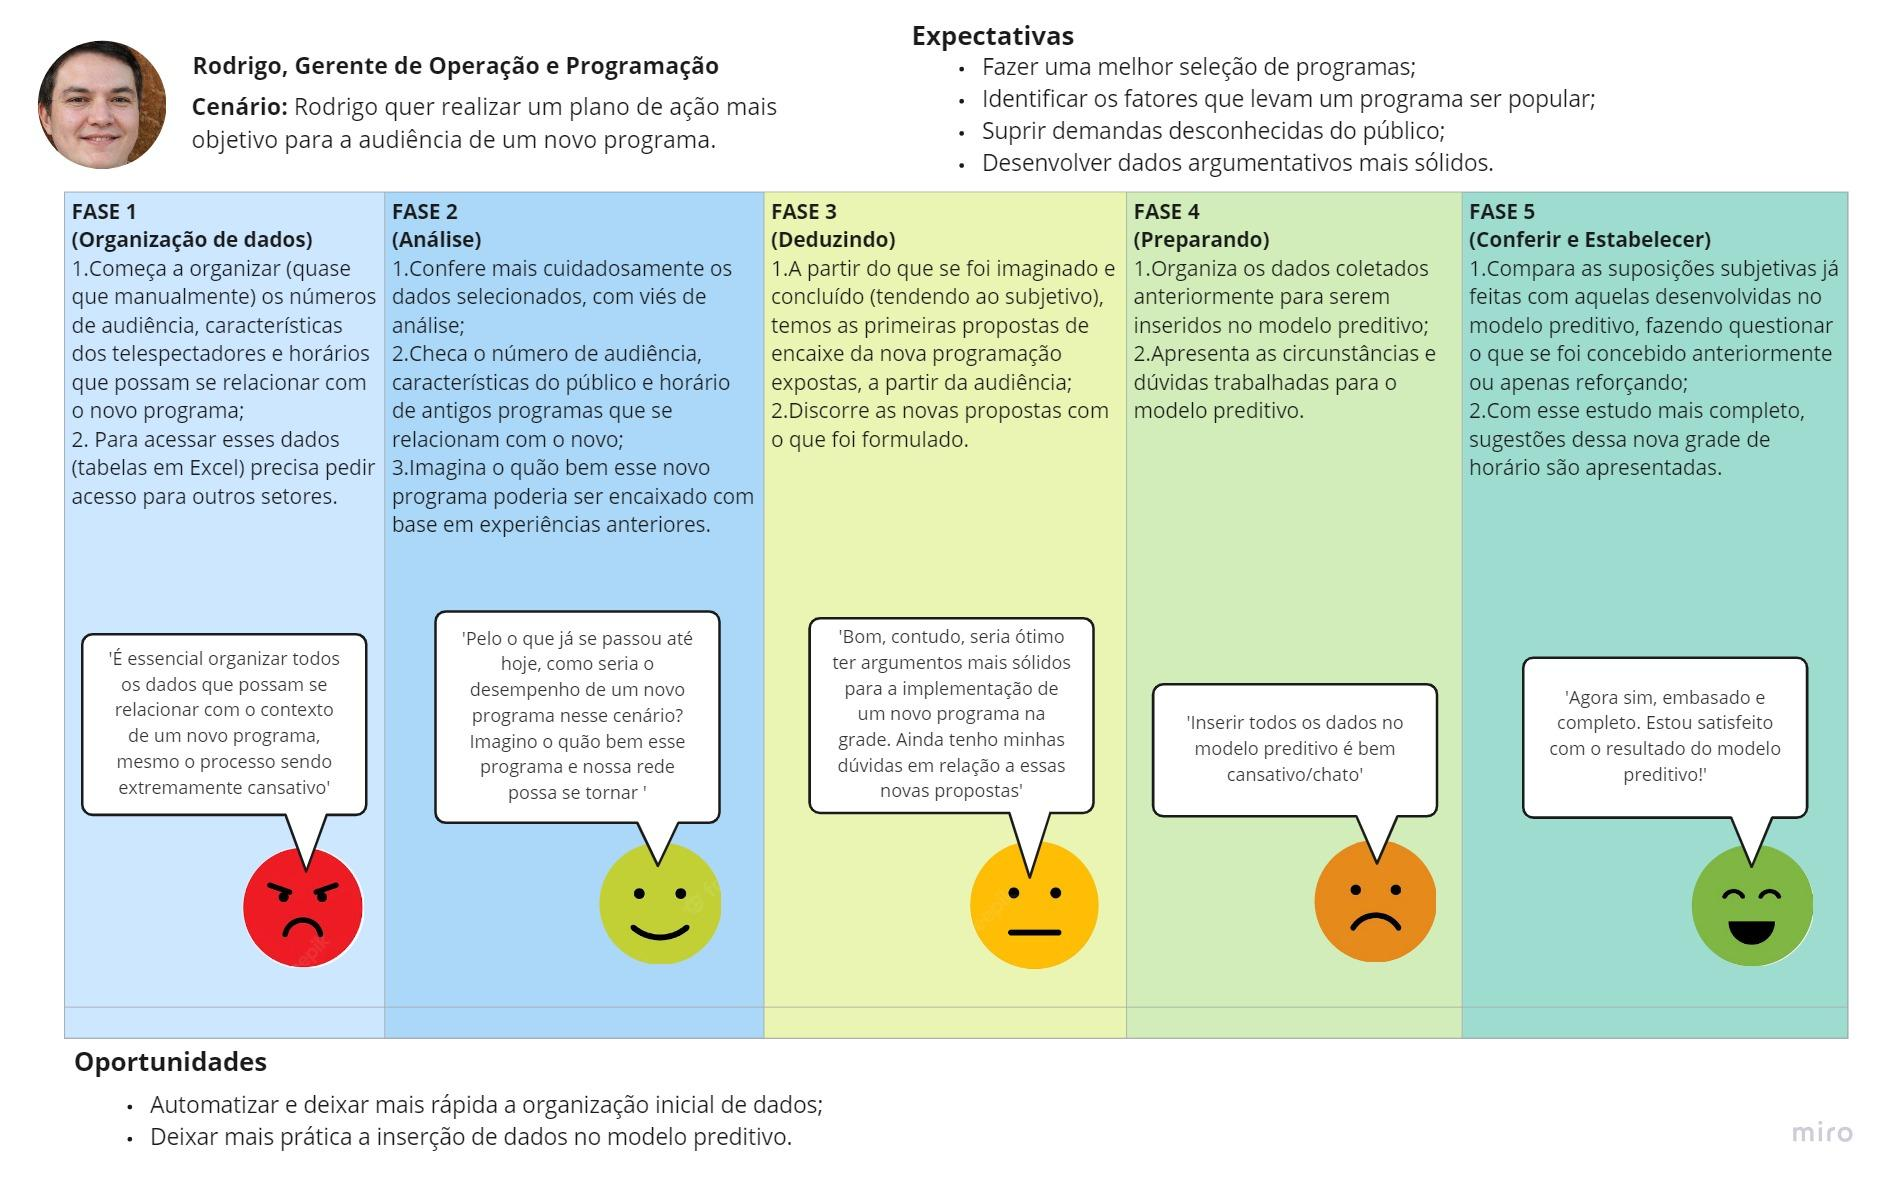 Rodrigo, Gerente de Operação e Programação
Cenário: Rodrigo quer realizar um plano de ação mais
objetivo para a audiência de um novo programa.
Expectativas
• Fazer uma melhor seleção de programas;
• Identificar os fatores que levam um programa ser popular;
• Suprir demandas desconhecidas do público;
• Desenvolver dados argumentativos mais sólidos.
FASE 1
(Organização de dados)
1.Começa a organizar (quase
que manualmente) os números
de audiência, características
dos telespectadores e horários
que possam se relacionar com
o novo programa;
2. Para acessar esses dados
(tabelas em Excel) precisa pedir
acesso para outros setores.
'É essencial organizar todos
os dados que possam se
relacionar com o contexto
de um novo programa,
mesmo o processo sendo
extremamente cansativo'
FASE 2
(Análise)
1.Confere mais cuidadosamente os
dados selecionados, com viés de
análise;
2.Checa o número de audiência,
características do público e horário
de antigos programas que se
relacionam com o novo;
3.Imagina o quão bem esse novo
programa poderia ser encaixado com
base em experiências anteriores.
'Pelo o que já se passou até
hoje, como seria o
desempenho de um novo
programa nesse cenário?
Imagino o quão bem esse
programa e nossa rede
possa se tornar '
FASE 3
(Deduzindo)
1.A partir do que se foi imaginado e
concluído (tendendo ao subjetivo),
temos as primeiras propostas de
encaixe da nova programação
expostas, a partir da audiência;
2.Discorre as novas propostas com
o que foi formulado.
'Bom, contudo, seria ótimo
ter argumentos mais sólidos
para a implementação de
um novo programa na
grade. Ainda tenho minhas
dúvidas em relação a essas
novas propostas'
FASE 4
(Preparando)
1.Organiza os dados coletados
anteriormente para serem
inseridos no modelo preditivo;
2.Apresenta as circunstâncias e
dúvidas trabalhadas para o
modelo preditivo.
'Inserir todos os dados no
modelo preditivo é bem
cansativo/chato'
FASE 5
(Conferir e Estabelecer)
1.Compara as suposições subjetivas já
feitas com aquelas desenvolvidas no
modelo preditivo, fazendo questionar
o que se foi concebido anteriormente
ou apenas reforçando;
2.Com esse estudo mais completo,
sugestões dessa nova grade de
horário são apresentadas.
'Agora sim, embasado e
completo. Estou satisfeito
com o resultado do modelo
preditivo!'
Oportunidades
• Automatizar e deixar mais rápida a organização inicial de dados;
• Deixar mais prática a inserção de dados no modelo preditivo.
miro